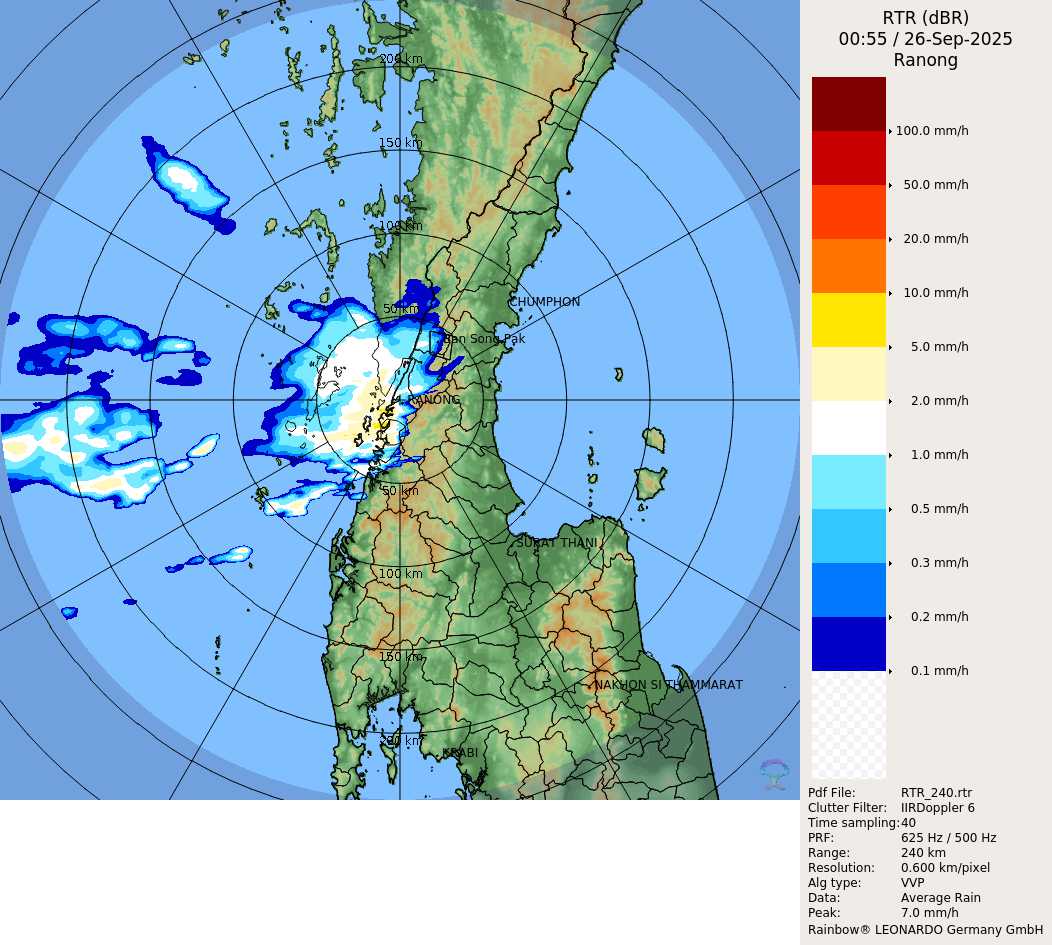 RTR (dBR)
00:55 / 26-Sep-2025
Ranong
100.0 mm/h
50.0 mm/h
20.0 mm/h
10.0 mm/h
5.0 mm/h
2.0 mm/h
1.0 mm/h
0.5 mm/h
0.3 mm/h
0.2 mm/h
0.1 mm/h
Pdf File: RTR_240.rtr
Clutter Filter: IIRDoppler 6
Time sampling: 40
PRF: 625 Hz / 500 Hz
Range: 240 km
Resolution: 0.600 km/pixel
Alg type: VVP
Data: Average Rain
Peak: 7.0 mm/h
Rainbow® LEONARDO Germany GmbH
200 km
150 km
100 km
CHUMPHON
50 km
Ban Song Pak
RANONG
50 km
SURAT THANI
100 km
150 km
NAKHON SI THAMMARAT
200 km
KRABI